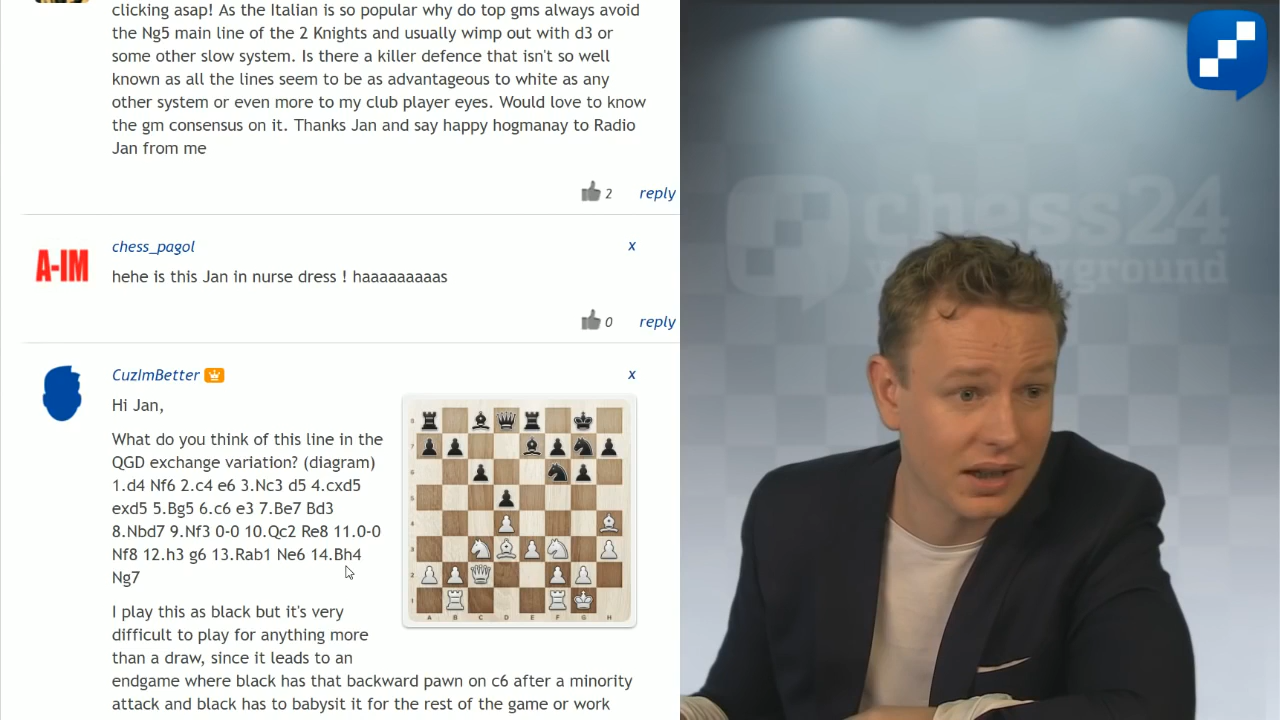 clicking asap! As the Italian is so popular why do top gms always avoid
the Ng5 main line of the 2 Knights and usually wimp out with d3 or
some other slow system. Is there a killer defence that isn't so well
known as all the lines seem to be as advantageous to white as any
other system or even more to my club player eyes. Would love to know
the gm consensus on it. Thanks Jan and say happy hogmanay to Radio
Jan from me
2 reply
chess_pagol x
A-IM
hehe is this Jan in nurse dress ! haaaaaaaas
0 reply
CuzImBetter x
Hi Jan,
What do you think of this line in the
QGD exchange variation? (diagram)
1.d4 Nf6 2.c4 e6 3.Nc3 d5 4.cxd5
exd5 5.Bg5 6.c6 e3 7.Be7 Bd3
8.Nbd7 9.Nf3 0-0 10.Qc2 Re8 11.0-0
Nf8 12.h3 g6 13.Rab1 Ne6 14.Bh4
Ng7
8
7
6
5
4
3
2
1
A B C D E F G H
I play this as black but it's very
difficult to play for anything more
than a draw, since it leads to an
endgame where black has that backward pawn on c6 after a minority
attack and black has to babysit it for the rest of the game or work
chess24
playground